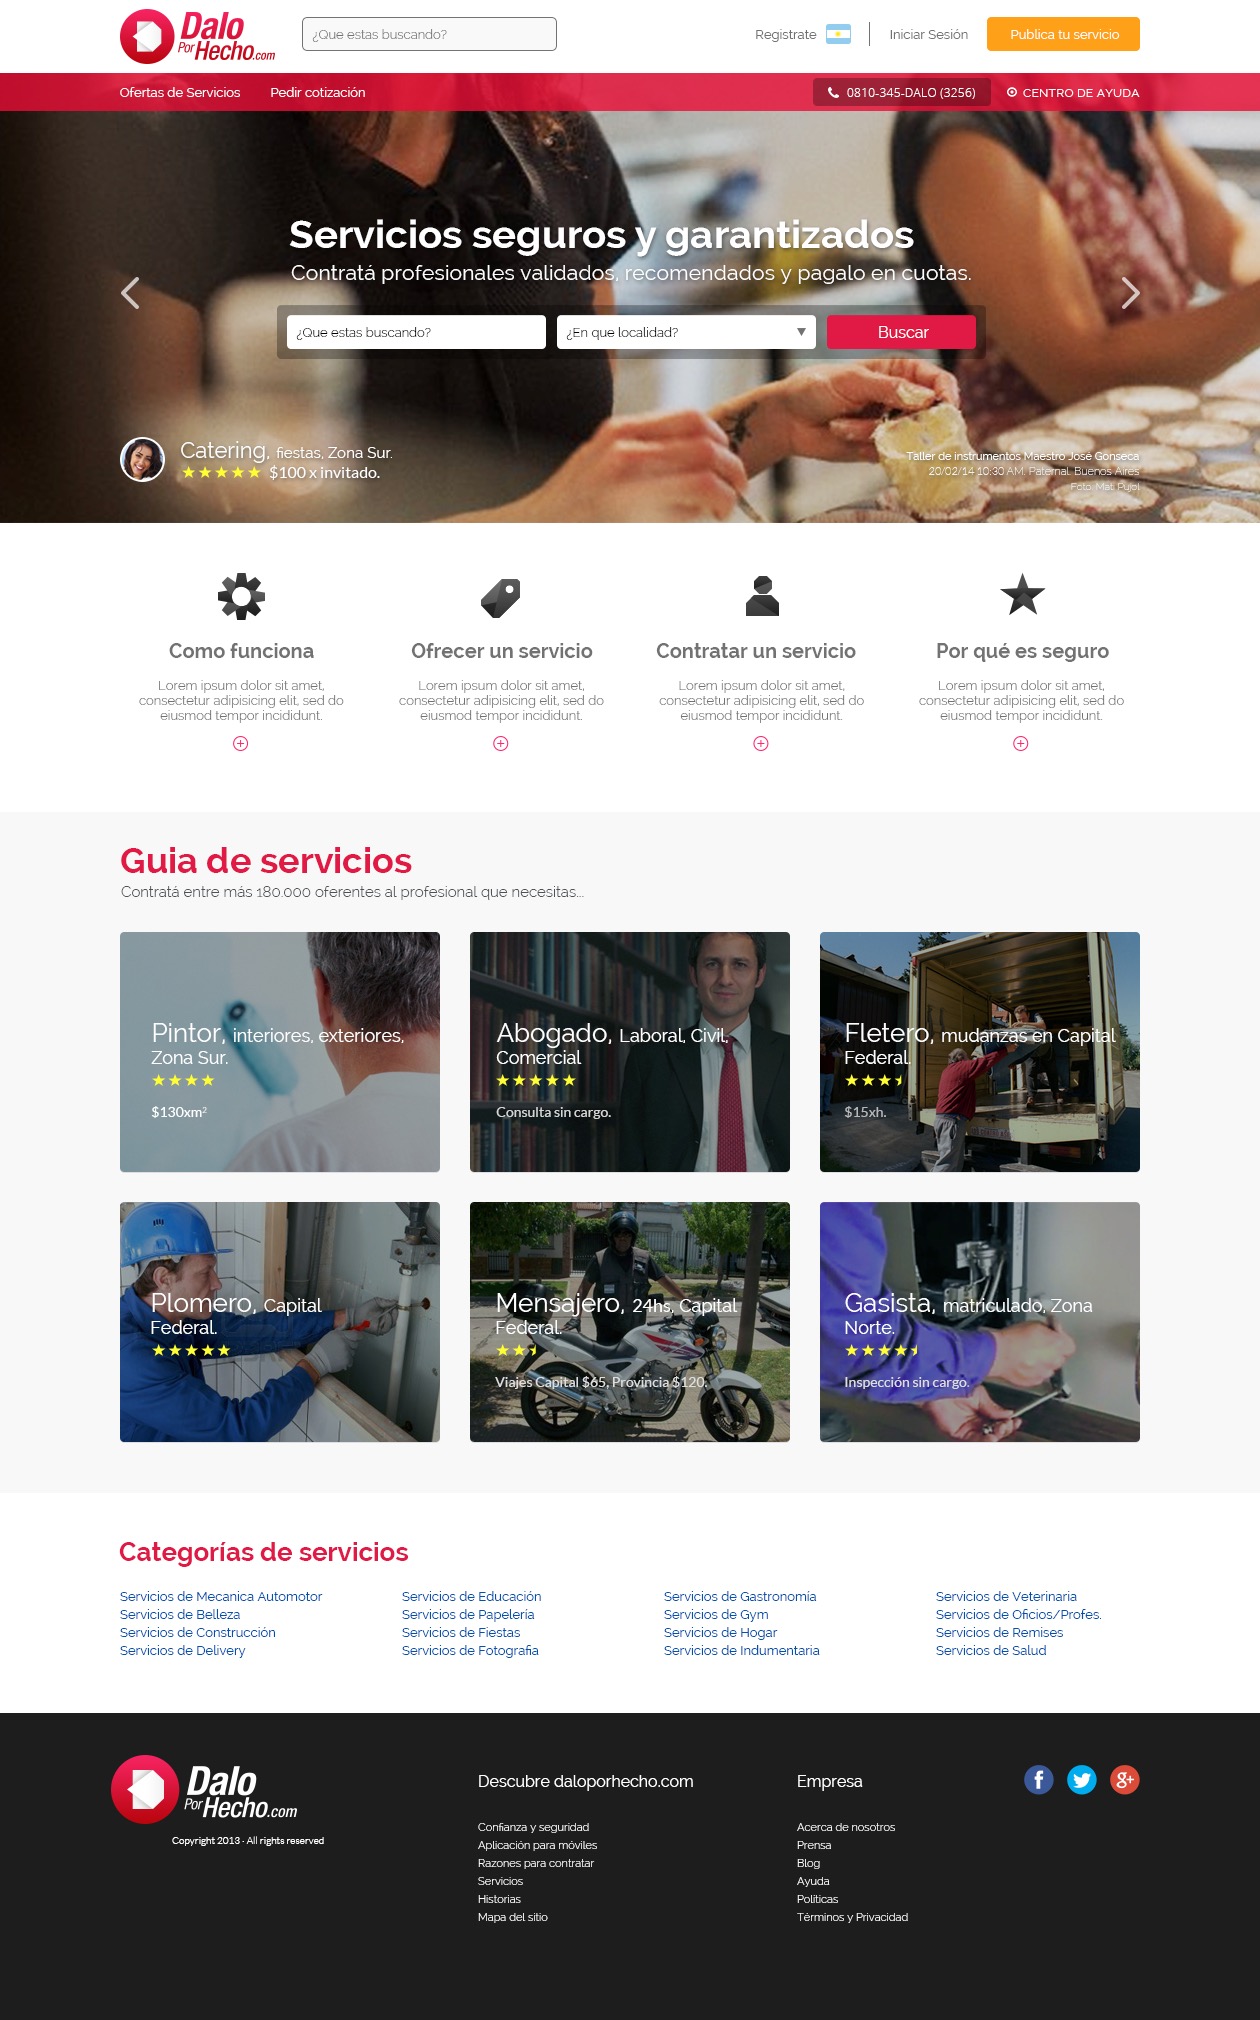 Dalo
Por Hecho.com
¿Que estas buscando?
Registrate
Iniciar Sesión
Publica tu servicio
Ofertas de Servicios
Pedir cotización
0810-345-DALO (3256)
CENTRO DE AYUDA
Servicios seguros y garantizados
Contratá profesionales validados, recomendados y pagalo en cuotas.
¿Que estas buscando?
¿En que localidad?
Buscar
Catering, fiestas, Zona Sur.
$100 x invitado.
Taller de instrumentos Maestro José Gonseca
20/02/14 10:30 AM. Paternal. Buenos Aires
Foto: Mati Pujol
Como funciona
Lorem ipsum dolor sit amet,
consectetur adipisicing elit, sed do
eiusmod tempor incididunt.
Ofrecer un servicio
Lorem ipsum dolor sit amet,
consectetur adipisicing elit, sed do
eiusmod tempor incididunt.
Contratar un servicio
Lorem ipsum dolor sit amet,
consectetur adipisicing elit, sed do
eiusmod tempor incididunt.
Por qué es seguro
Lorem ipsum dolor sit amet,
consectetur adipisicing elit, sed do
eiusmod tempor incididunt.
Guia de servicios
Contratá entre más 180.000 oferentes al profesional que necesitas...
Pintor, interiores, exteriores,
Zona Sur.
$130xm²
Abogado, Laboral, Civil,
Comercial
Consulta sin cargo.
Fletero, mudanzas en Capital
Federal.
$15xh.
Plomero, Capital
Federal.
Mensajero, 24hs, Capital
Federal.
Viajes Capital $65, Provincia $120.
Gasista, matriculado, Zona
Norte.
Inspección sin cargo.
Categorías de servicios
Servicios de Mecanica Automotor
Servicios de Belleza
Servicios de Construcción
Servicios de Delivery
Servicios de Educación
Servicios de Papelería
Servicios de Fiestas
Servicios de Fotografia
Servicios de Gastronomía
Servicios de Gym
Servicios de Hogar
Servicios de Indumentaria
Servicios de Veterinaria
Servicios de Oficios/Profes.
Servicios de Remises
Servicios de Salud
Dalo
Por Hecho.com
Copyright 2013 · All rights reserved
Descubre daloporhecho.com
Confianza y seguridad
Aplicación para móviles
Razones para contratar
Servicios
Historias
Mapa del sitio
Empresa
Acerca de nosotros
Prensa
Blog
Ayuda
Políticas
Términos y Privacidad